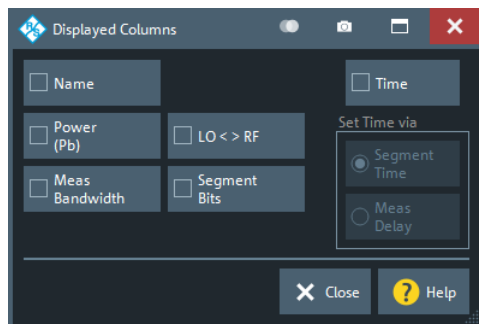 Displayed Columns
Name
Time
Power
(Pb)
LO < > RF
Set Time via
Segment
Time
Meas
Bandwidth
Segment
Bits
Meas
Delay
Close
? Help